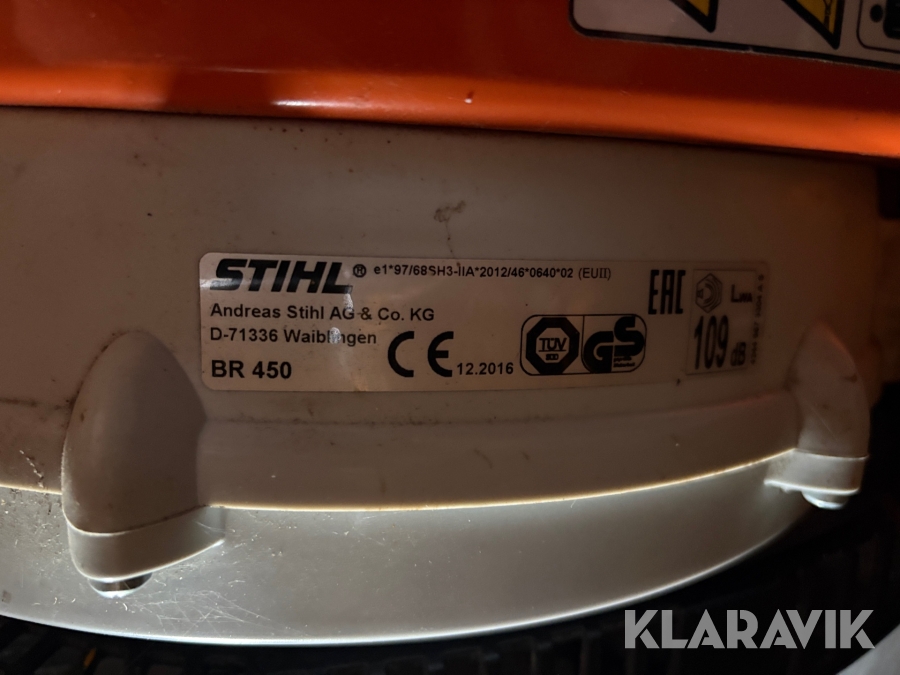 STIHL® e1*97/68SH3-IIA*2012/46*0640*02 (EUII)
Andreas Stihl AG & Co. KG
D-71336 Waiblingen
BR 450
CE 12.2016
TÜV
GS
EAC
LWA
109 dB
KLARAVIK